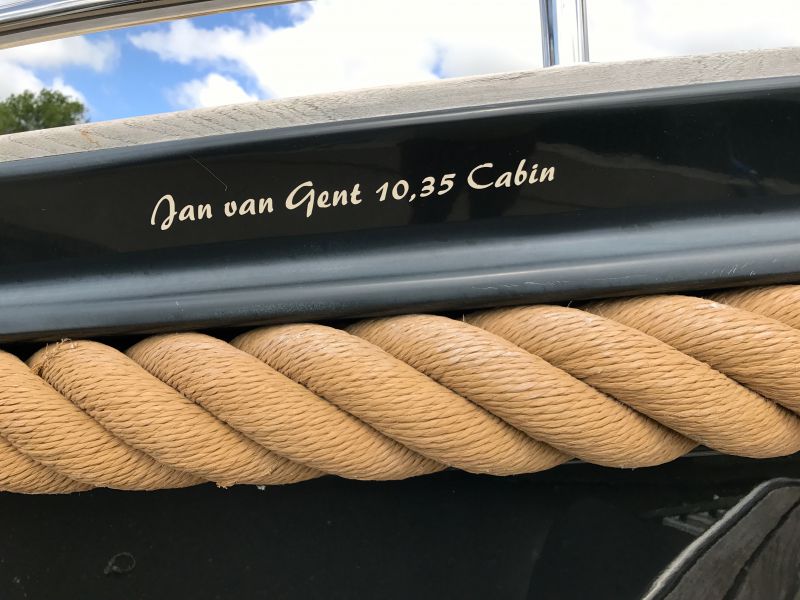 Jan van Gent 10,35 Cabin